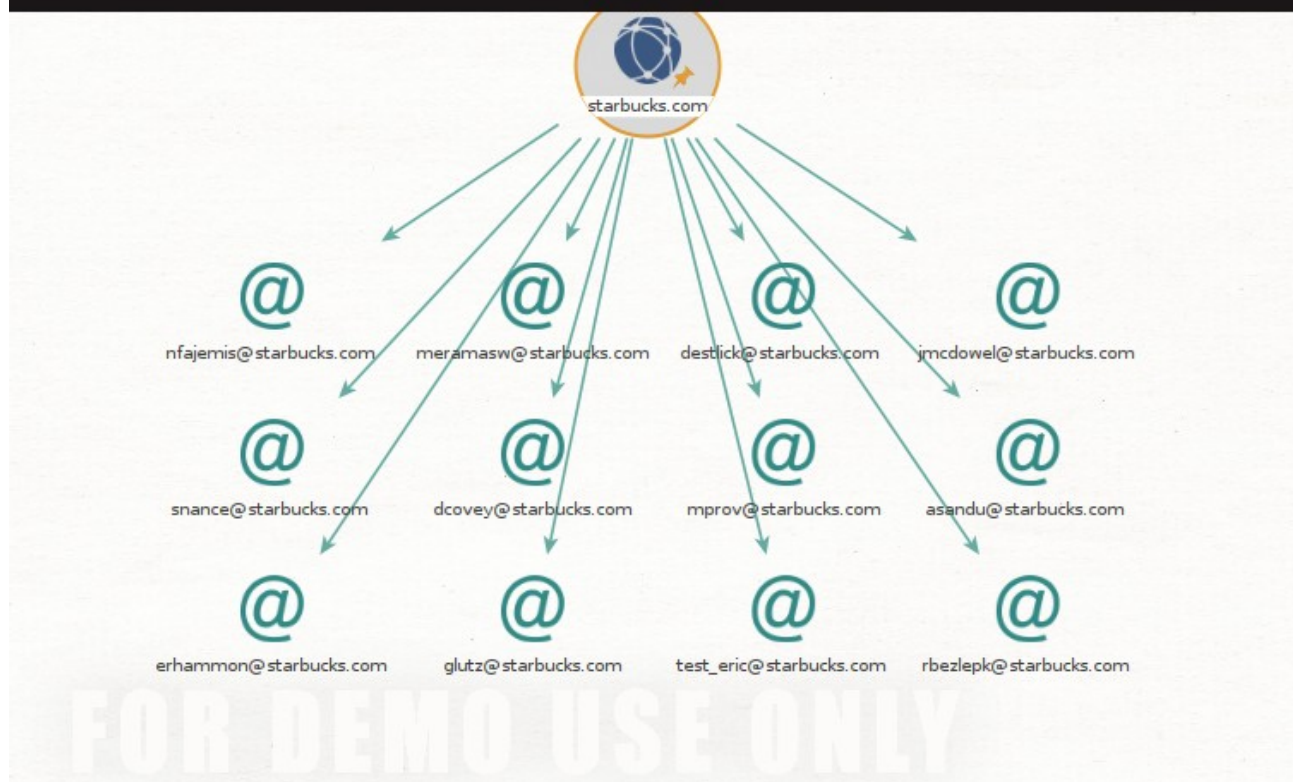 starbucks.com
nfajemis@starbucks.com meramasw@starbucks.com destlick@starbucks.com jmcdowel@starbucks.com
snance@starbucks.com dcovey@starbucks.com mprov@starbucks.com asandu@starbucks.com
erhammon@starbucks.com glutz@starbucks.com test_eric@starbucks.com rbezlepk@starbucks.com
FOR DEMO USE ONLY